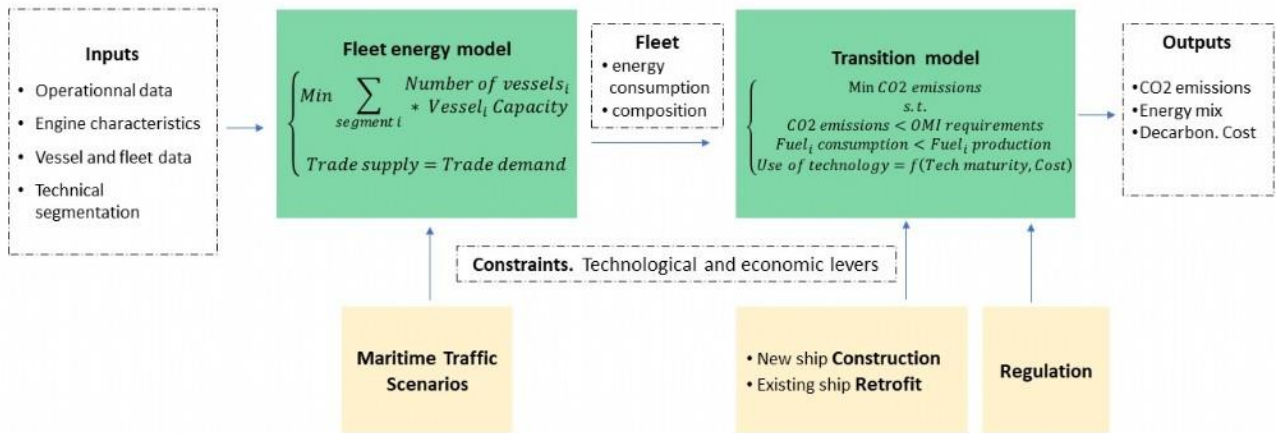 Inputs
• Operationnal data
• Engine characteristics
• Vessel and fleet data
• Technical
segmentation
Fleet energy model
Min ∑ Number of vessels_i
* Vessel_i Capacity
segment i
Trade supply = Trade demand
Fleet
• energy
consumption
• composition
Transition model
Min CO2 emissions
s.t.
CO2 emissions < OMI requirements
Fuel_i consumption < Fuel_i production
Use of technology = f(Tech maturity, Cost)
Outputs
• CO2 emissions
• Energy mix
• Decarbon. Cost
Constraints. Technological and economic levers
Maritime Traffic
Scenarios
• New ship Construction
• Existing ship Retrofit
Regulation